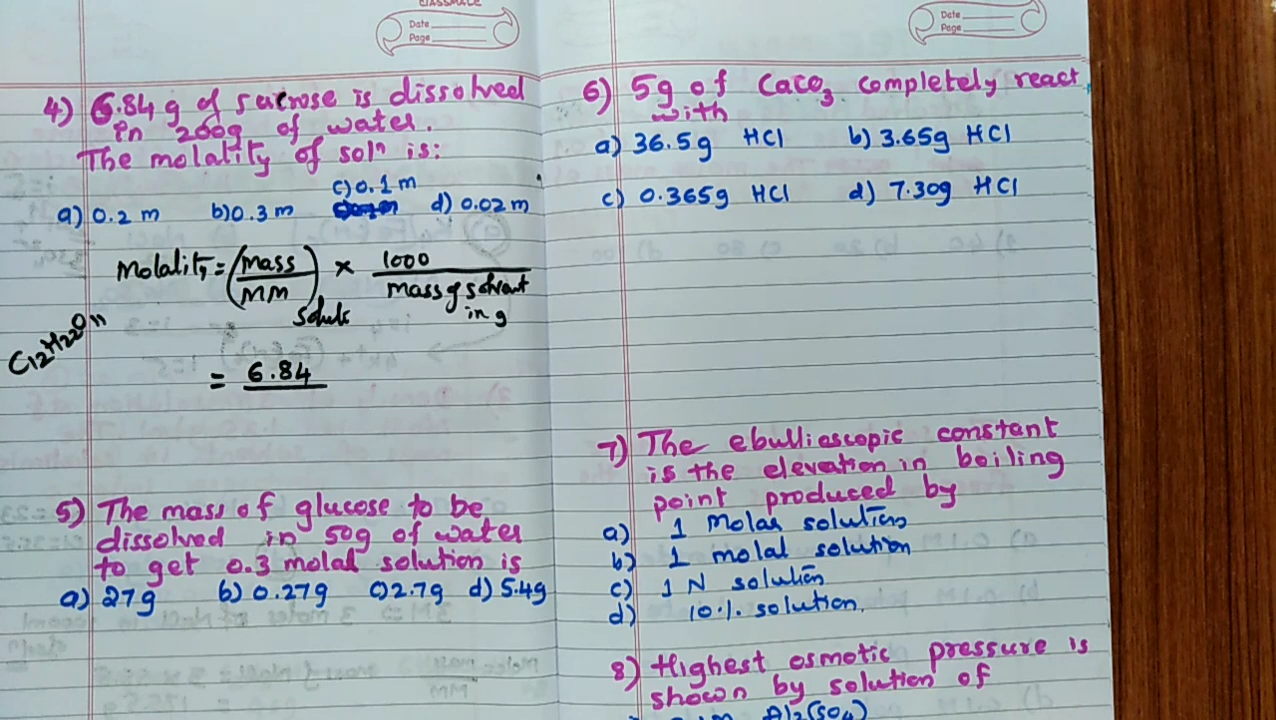 CLASSMATE
Date
Page
4) 6.84 g of sucrose is dissolved
in 200g of water.
The molality of solⁿ is:
c) 0.1 m
a) 0.2 m b) 0.3 m d) 0.02 m
Molality = (mass/MM) solute × 1000/mass of solvent in g
C12H22O11
= 6.84
5) The mass of glucose to be
dissolved in 50g of water
to get 0.3 molal solution is
a) 27g b) 0.27g c) 2.7g d) 5.4g
Date
Page
6) 5g of CaCO3 completely react
with
a) 36.5g HCl b) 3.65g HCl
c) 0.365g HCl d) 7.30g HCl
7) The ebullioscopic constant
is the elevation in boiling
point produced by
a) 1 Molar solution
b) 1 molal solution
c) 1 N solution
d) 10% solution.
8) Highest osmotic pressure is
shown by solution of
Al2(SO4)